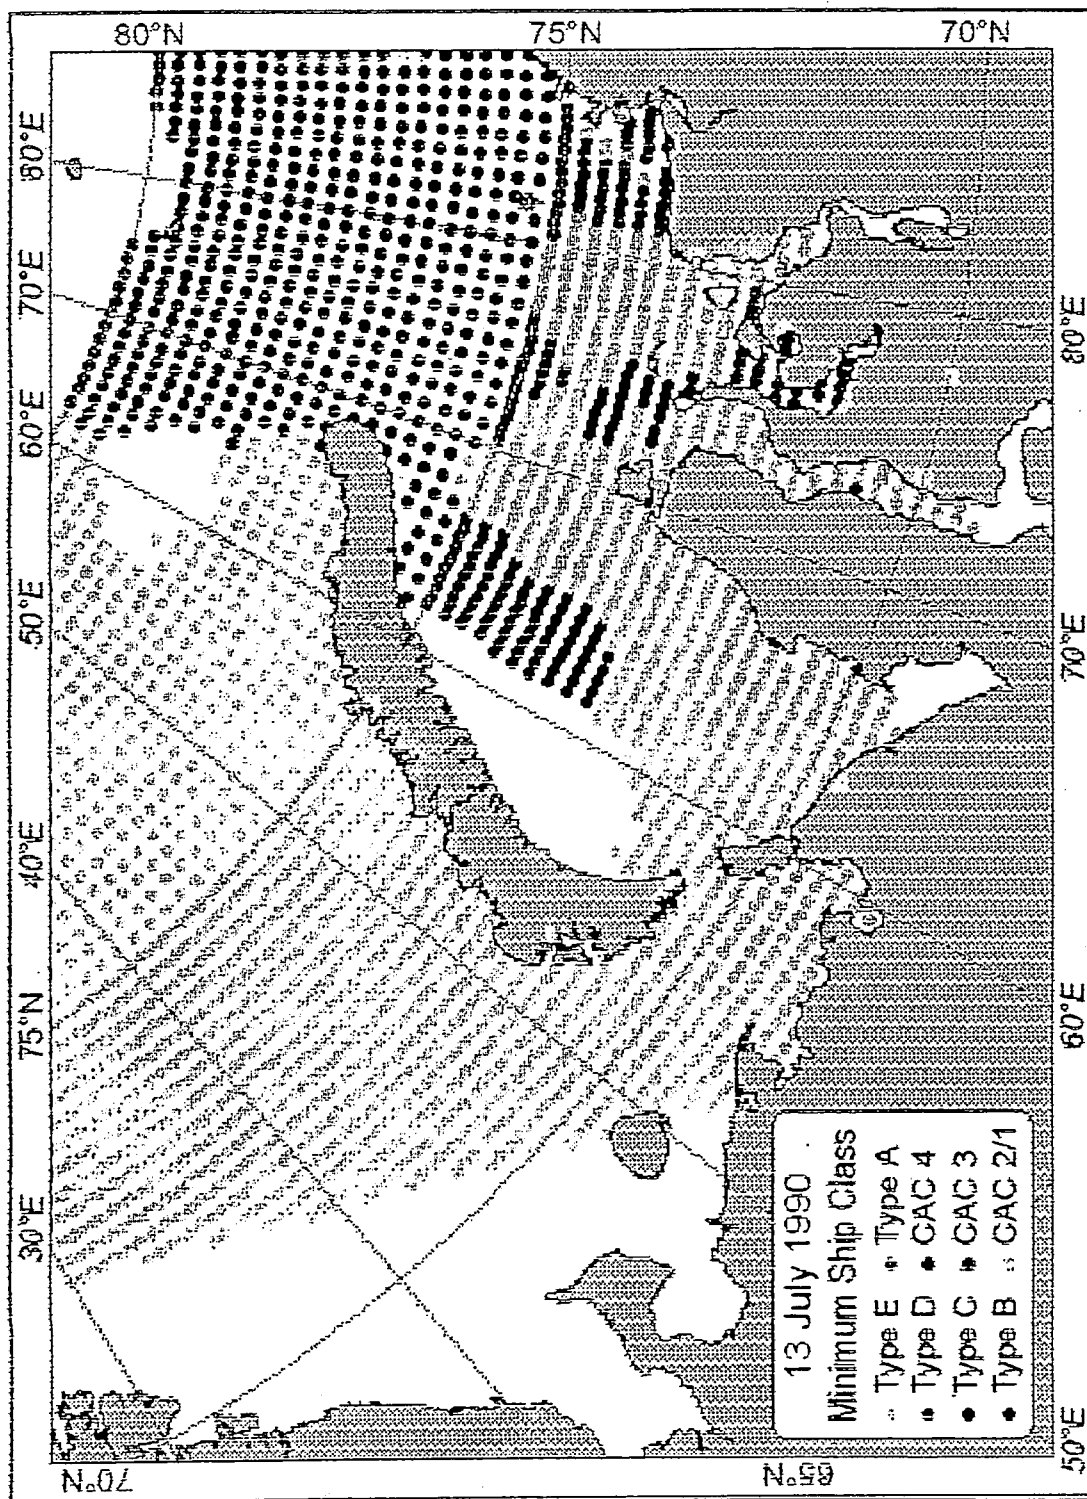 30°E 75°N 40°E 50°E 60°E 70°E 80°E
70°N
80°N
75°N
65°N
70°N
13 July 1990
Minimum Ship Class
Type E Type A
Type D CAC 4
Type C CAC 3
Type B CAC 2/1
50°E 60°E 70°E 80°E